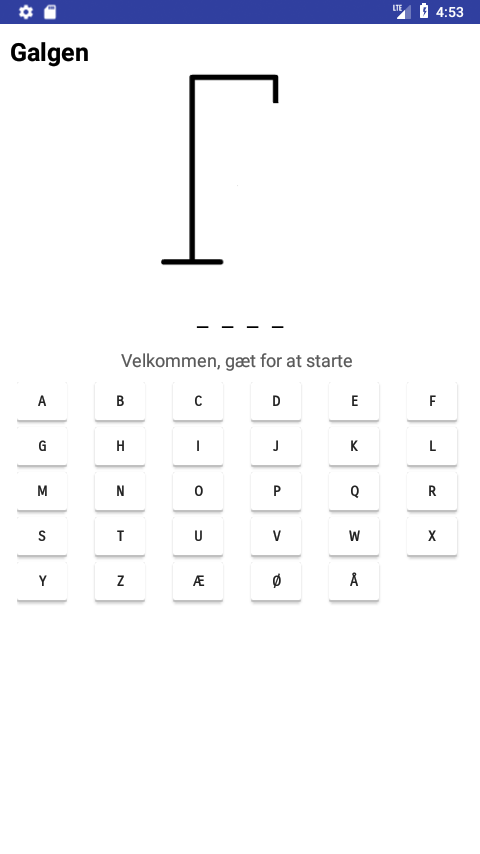 LTE 4:53
Galgen
_ _ _ _
Velkommen, gæt for at starte
A B C D E F
G H I J K L
M N O P Q R
S T U V W X
Y Z Æ Ø Å